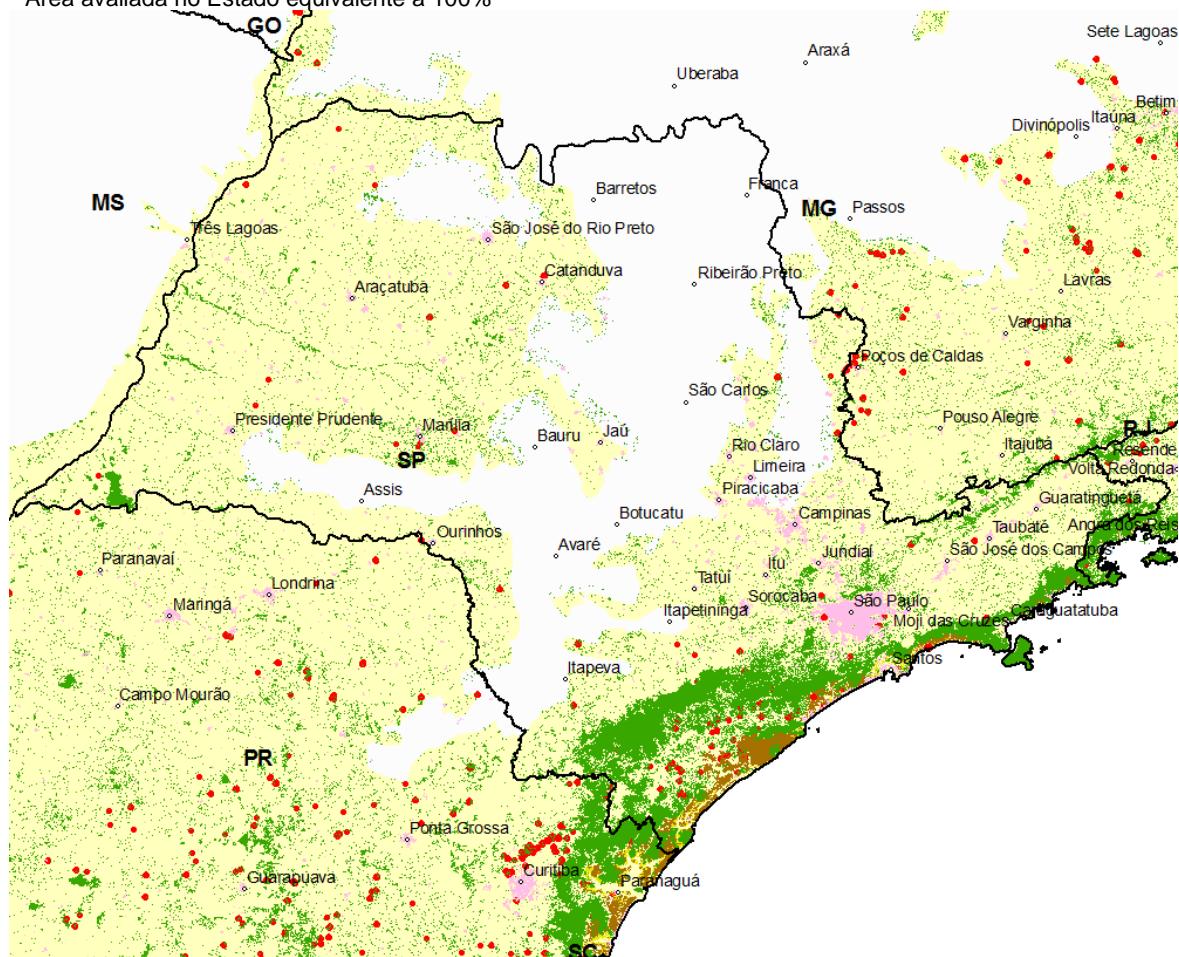 Área avaliada no Estado equivalente a 100%
GO
Sete Lagoas
Araxá
Uberaba
Betim
Itaúna
Divinópolis
Barretos
Franca
MS
MG
Passos
Três Lagoas
São José do Rio Preto
Catanduva
Ribeirão Preto
Araçatuba
Lavras
Varginha
Poços de Caldas
São Carlos
Presidente Prudente
Marília
Pouso Alegre
Bauru
Jaú
RJ
SP
Rio Claro
Itajubá
Resende
Limeira
Volta Redonda
Assis
Piracicaba
Guaratinguetá
Botucatu
Campinas
Angra dos Reis
Ourinhos
Taubaté
Avaré
Jundiaí
São José dos Campos
Paranavaí
Itu
Tatuí
Londrina
Sorocaba
Maringá
Itapetininga
São Paulo
Caraguatatuba
Moji das Cruzes
Santos
Itapeva
Campo Mourão
PR
Ponta Grossa
Curitiba
Guarapuava
Paranaguá
SC